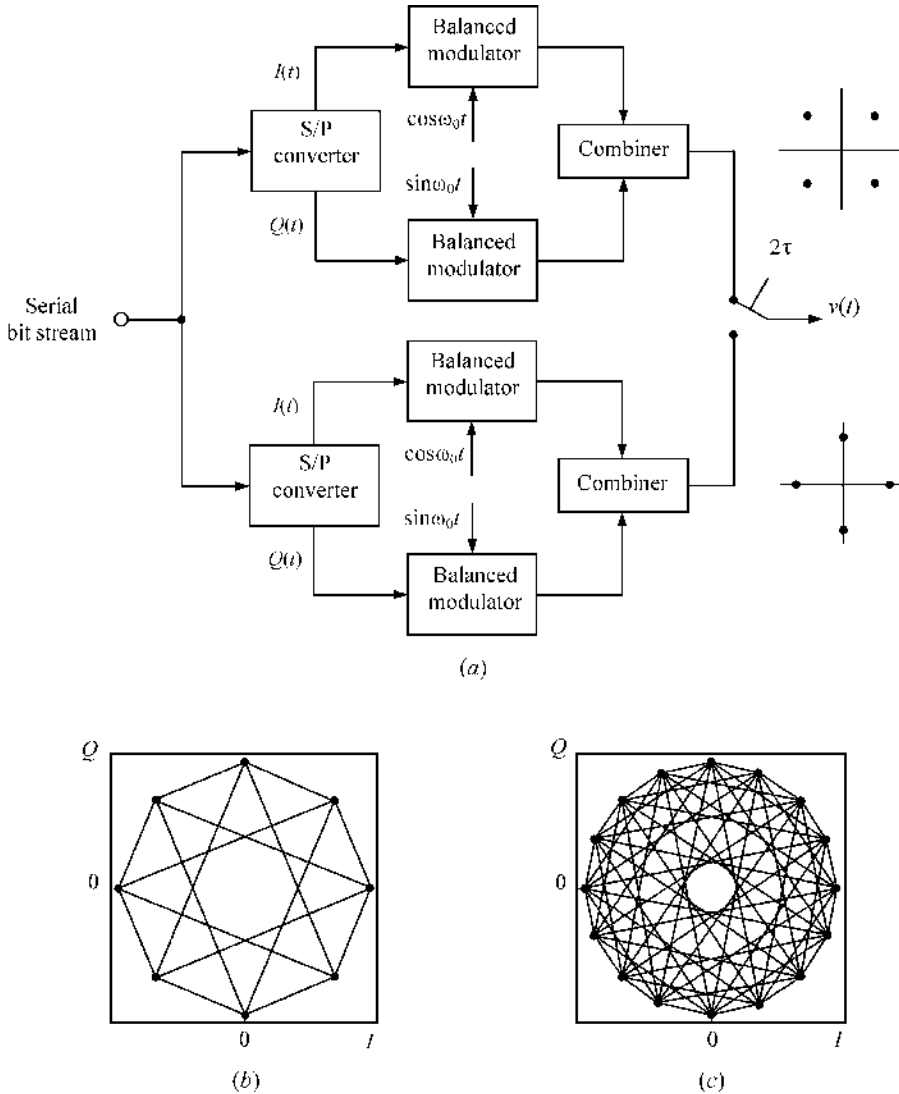 Balanced
modulator
I(t)
S/P
converter
cosω₀t
Combiner
sinω₀t
Q(t)
Balanced
modulator
2τ
Serial
bit stream
v(t)
Balanced
modulator
I(t)
S/P
converter
cosω₀t
Combiner
sinω₀t
Q(t)
Balanced
modulator
(a)
Q
0
0
I
(b)
0
0
I
(c)